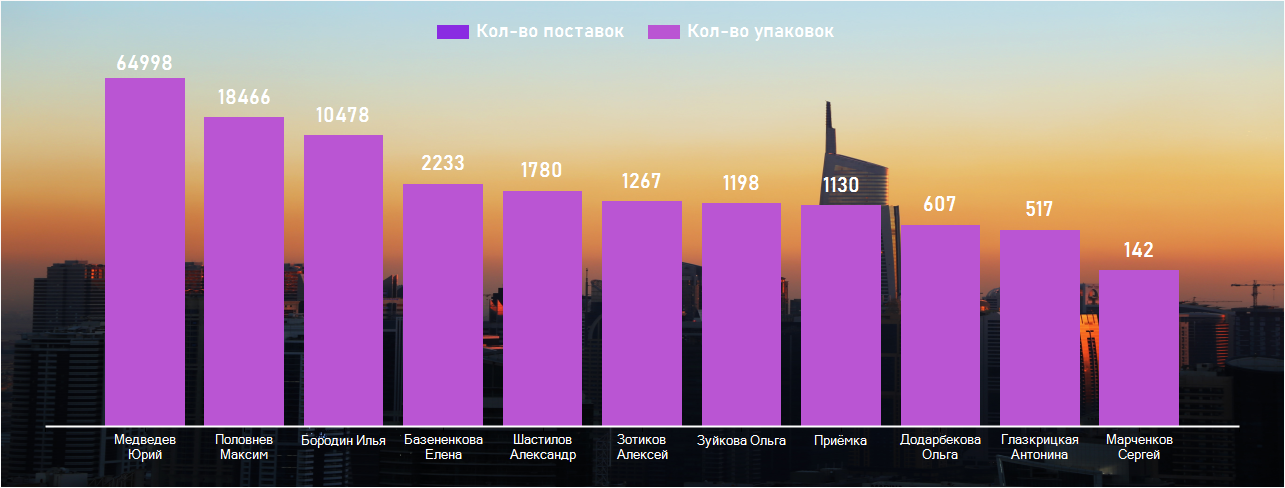 Кол-во поставок Кол-во упаковок
64998
18466
10478
2233
1780
1267
1198
1130
607
517
142
Медведев
Юрий
Половнев
Максим
Бородин Илья
Базененкова
Елена
Шастилов
Александр
Зотиков
Алексей
Зуйкова Ольга
Приёмка
Додарбекова
Ольга
Глазкрицкая
Антонина
Марченков
Сергей